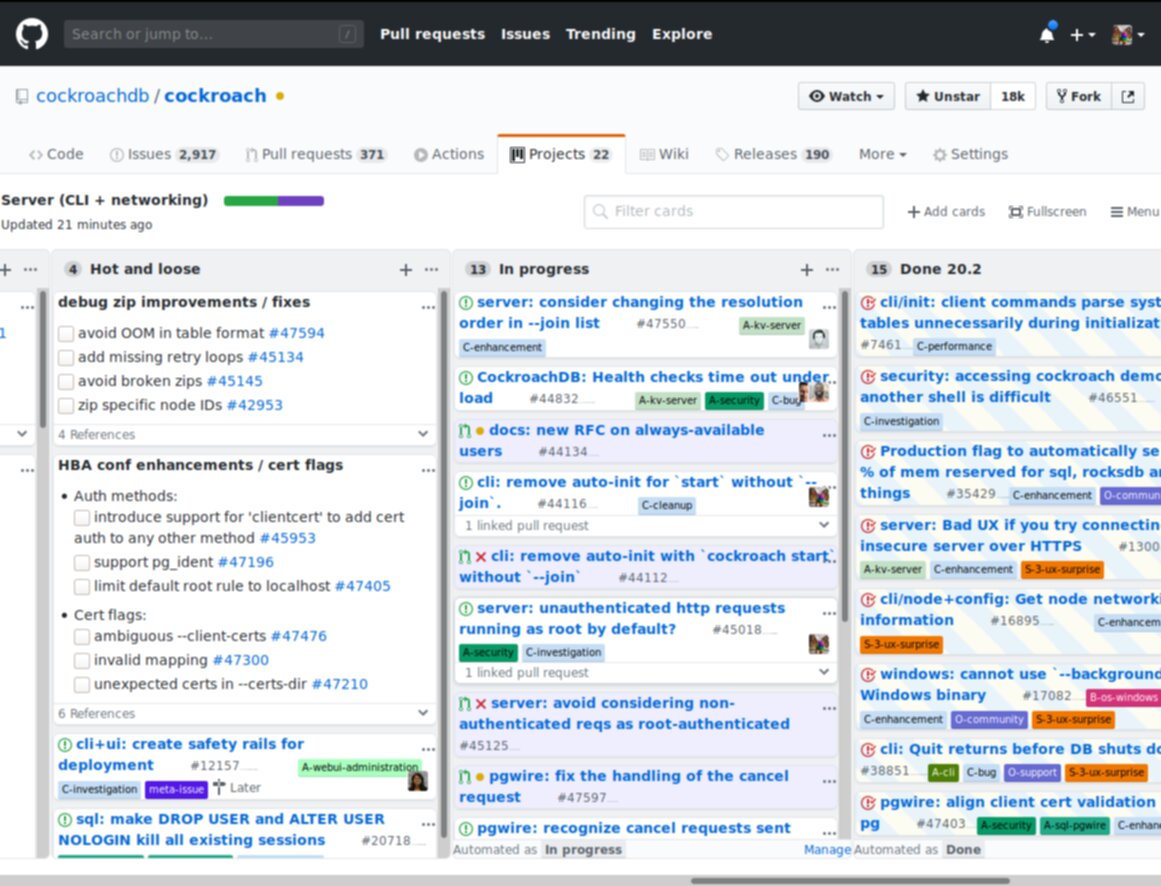 Search or jump to...
/
Pull requests Issues Trending Explore
cockroachdb / cockroach
Watch
Unstar 18k
Fork
Code
Issues 2,917
Pull requests 371
Actions
Projects 22
Wiki
Releases 190
More
Settings
Server (CLI + networking)
Updated 21 minutes ago
Filter cards
+ Add cards
Fullscreen
Menu
+ ...
...
1
...
4 Hot and loose + ...
debug zip improvements / fixes ...
avoid OOM in table format #47594
add missing retry loops #45134
avoid broken zips #45145
zip specific node IDs #42953
4 References
HBA conf enhancements / cert flags ...
• Auth methods:
introduce support for 'clientcert' to add cert
auth to any other method #45953
support pg_ident #47196
limit default root rule to localhost #47405
• Cert flags:
ambiguous --client-certs #47476
invalid mapping #47300
unexpected certs in --certs-dir #47210
6 References
cli+ui: create safety rails for ...
deployment #12157... A-webui-administration
C-investigation meta-issue Later
sql: make DROP USER and ALTER USER ...
NOLOGIN kill all existing sessions #20718...
13 In progress + ...
server: consider changing the resolution ...
order in --join list #47550... A-kv-server
C-enhancement
CockroachDB: Health checks time out under ...
load #44832... A-kv-server A-security C-bug
docs: new RFC on always-available ...
users #44134...
cli: remove auto-init for `start` without `-- ...
join`. #44116... C-cleanup
1 linked pull request
cli: remove auto-init with `cockroach start` ...
without `--join` #44112...
server: unauthenticated http requests ...
running as root by default? #45018...
A-security C-investigation
1 linked pull request
server: avoid considering non- ...
authenticated reqs as root-authenticated
#45125...
pgwire: fix the handling of the cancel ...
request #47597...
pgwire: recognize cancel requests sent ...
Automated as In progress Manage
15 Done 20.2
cli/init: client commands parse syst
tables unnecessarily during initializat
#7461... C-performance
security: accessing cockroach demo
another shell is difficult #46551...
C-investigation
Production flag to automatically se
% of mem reserved for sql, rocksdb a
things #35429... C-enhancement O-commun
server: Bad UX if you try connectin
insecure server over HTTPS #1300
A-kv-server C-enhancement S-3-ux-surprise
cli/node+config: Get node networki
information #16895... C-enhancem
S-3-ux-surprise
windows: cannot use `--background
Windows binary #17082... B-os-windows
C-enhancement O-community S-3-ux-surprise
cli: Quit returns before DB shuts do
#38851... A-cli C-bug O-support S-3-ux-surprise
pgwire: align client cert validation
pg #47403... A-security A-sql-pgwire C-enhan
Automated as Done